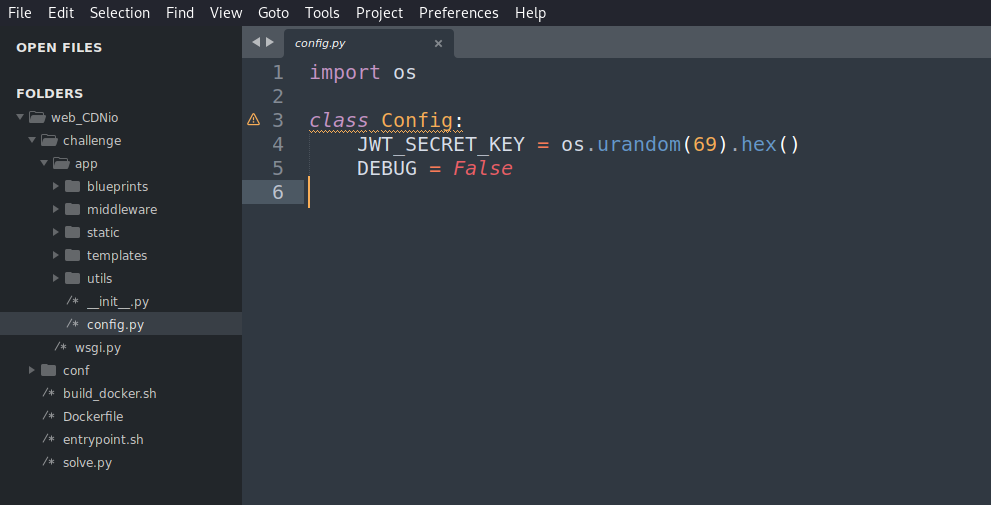 File Edit Selection Find View Goto Tools Project Preferences Help
OPEN FILES
FOLDERS
web_CDNio
challenge
app
blueprints
middleware
static
templates
utils
/* __init__.py
/* config.py
/* wsgi.py
conf
/* build_docker.sh
/* Dockerfile
/* entrypoint.sh
/* solve.py
config.py ×
1 import os
2
3 class Config:
4 JWT_SECRET_KEY = os.urandom(69).hex()
5 DEBUG = False
6